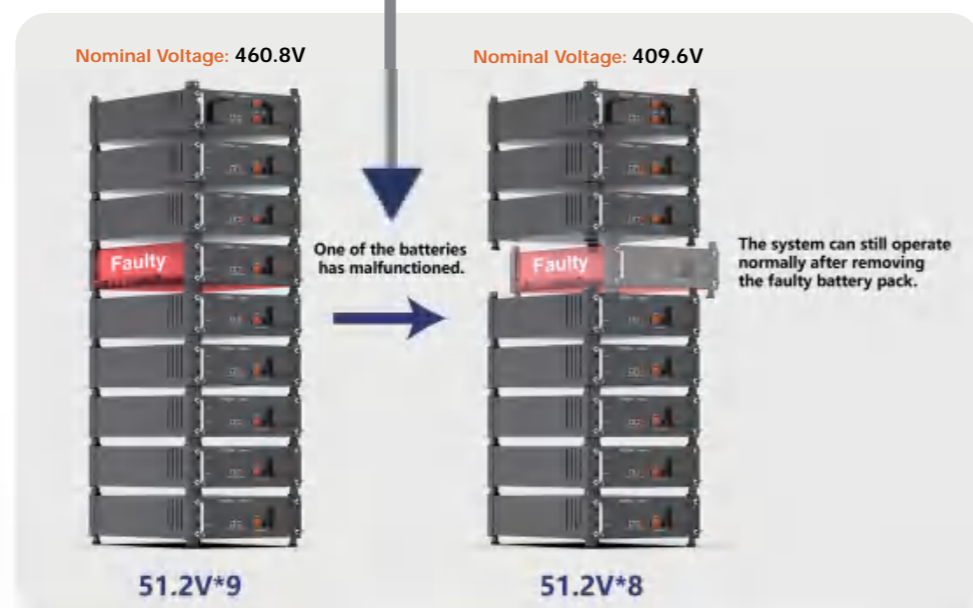 Nominal Voltage: 460.8V
Nominal Voltage: 409.6V
Faulty
One of the batteries
has malfunctioned.
Faulty
The system can still operate
normally after removing
the faulty battery pack.
51.2V*9
51.2V*8